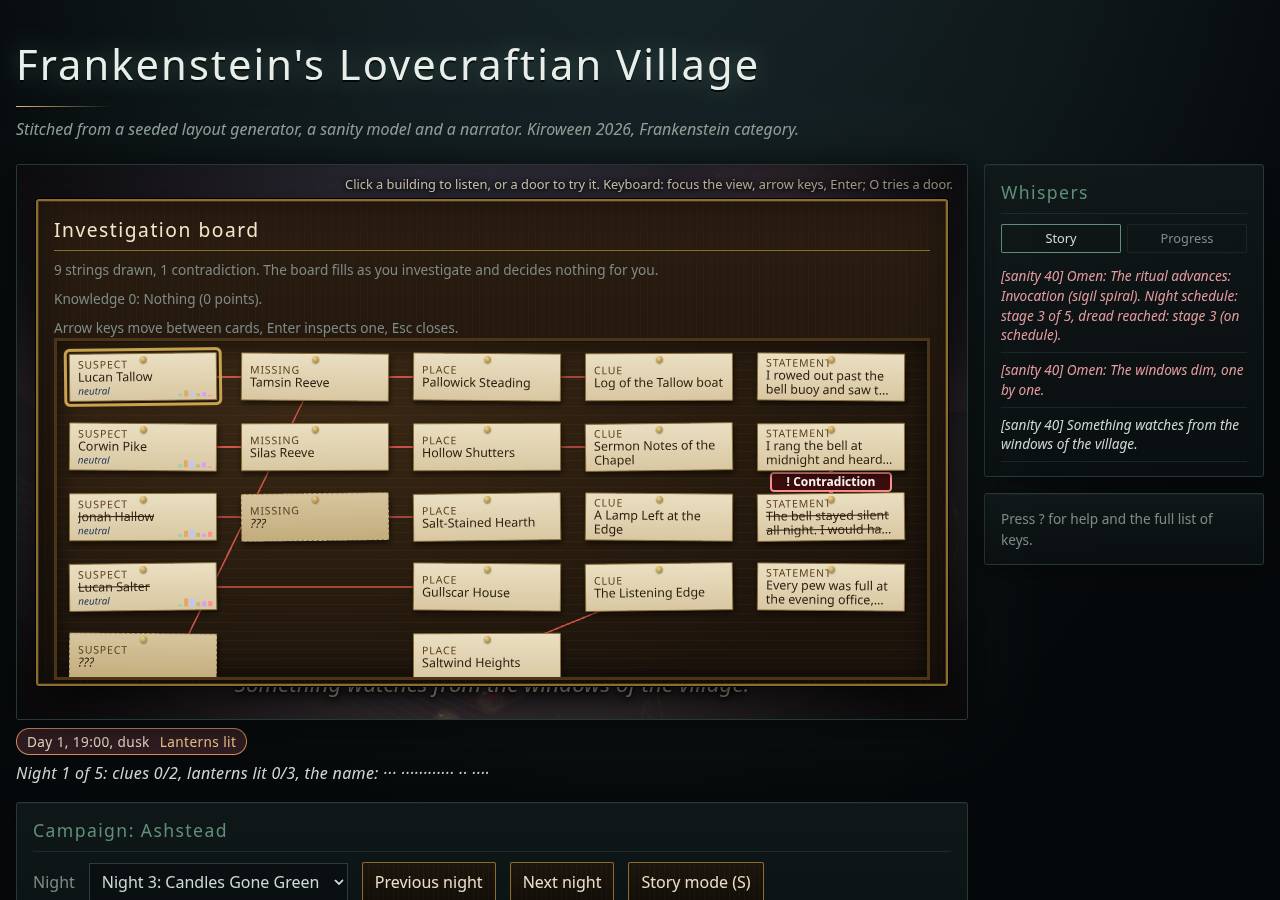 Frankenstein's Lovecraftian Village
Stitched from a seeded layout generator, a sanity model and a narrator. Kiroween 2026, Frankenstein category.
Click a building to listen, or a door to try it. Keyboard: focus the view, arrow keys, Enter; O tries a door.
Investigation board
9 strings drawn, 1 contradiction. The board fills as you investigate and decides nothing for you.
Knowledge 0: Nothing (0 points).
Arrow keys move between cards, Enter inspects one, Esc closes.
SUSPECT
Lucan Tallow
neutral
MISSING
Tamsin Reeve
PLACE
Pallowick Steading
CLUE
Log of the Tallow boat
STATEMENT
I rowed out past the
bell buoy and saw t...
SUSPECT
Corwin Pike
neutral
MISSING
Silas Reeve
PLACE
Hollow Shutters
CLUE
Sermon Notes of the
Chapel
STATEMENT
I rang the bell at
midnight and heard...
! Contradiction
SUSPECT
Jonah Hallow
neutral
MISSING
???
PLACE
Salt-Stained Hearth
CLUE
A Lamp Left at the
Edge
STATEMENT
The bell stayed silent
all night. I would ha...
SUSPECT
Lucan Salter
neutral
PLACE
Gullscar House
CLUE
The Listening Edge
STATEMENT
Every pew was full at
the evening office,...
SUSPECT
???
PLACE
Saltwind Heights
Something watches from the windows of the village.
Day 1, 19:00, dusk Lanterns lit
Night 1 of 5: clues 0/2, lanterns lit 0/3, the name: ··· ············ ·· ····
Campaign: Ashstead
Night Night 3: Candles Gone Green Previous night Next night Story mode (S)
Whispers
Story Progress
[sanity 40] Omen: The ritual advances:
Invocation (sigil spiral). Night schedule:
stage 3 of 5, dread reached: stage 3 (on
schedule).
[sanity 40] Omen: The windows dim, one
by one.
[sanity 40] Something watches from the
windows of the village.
Press ? for help and the full list of
keys.